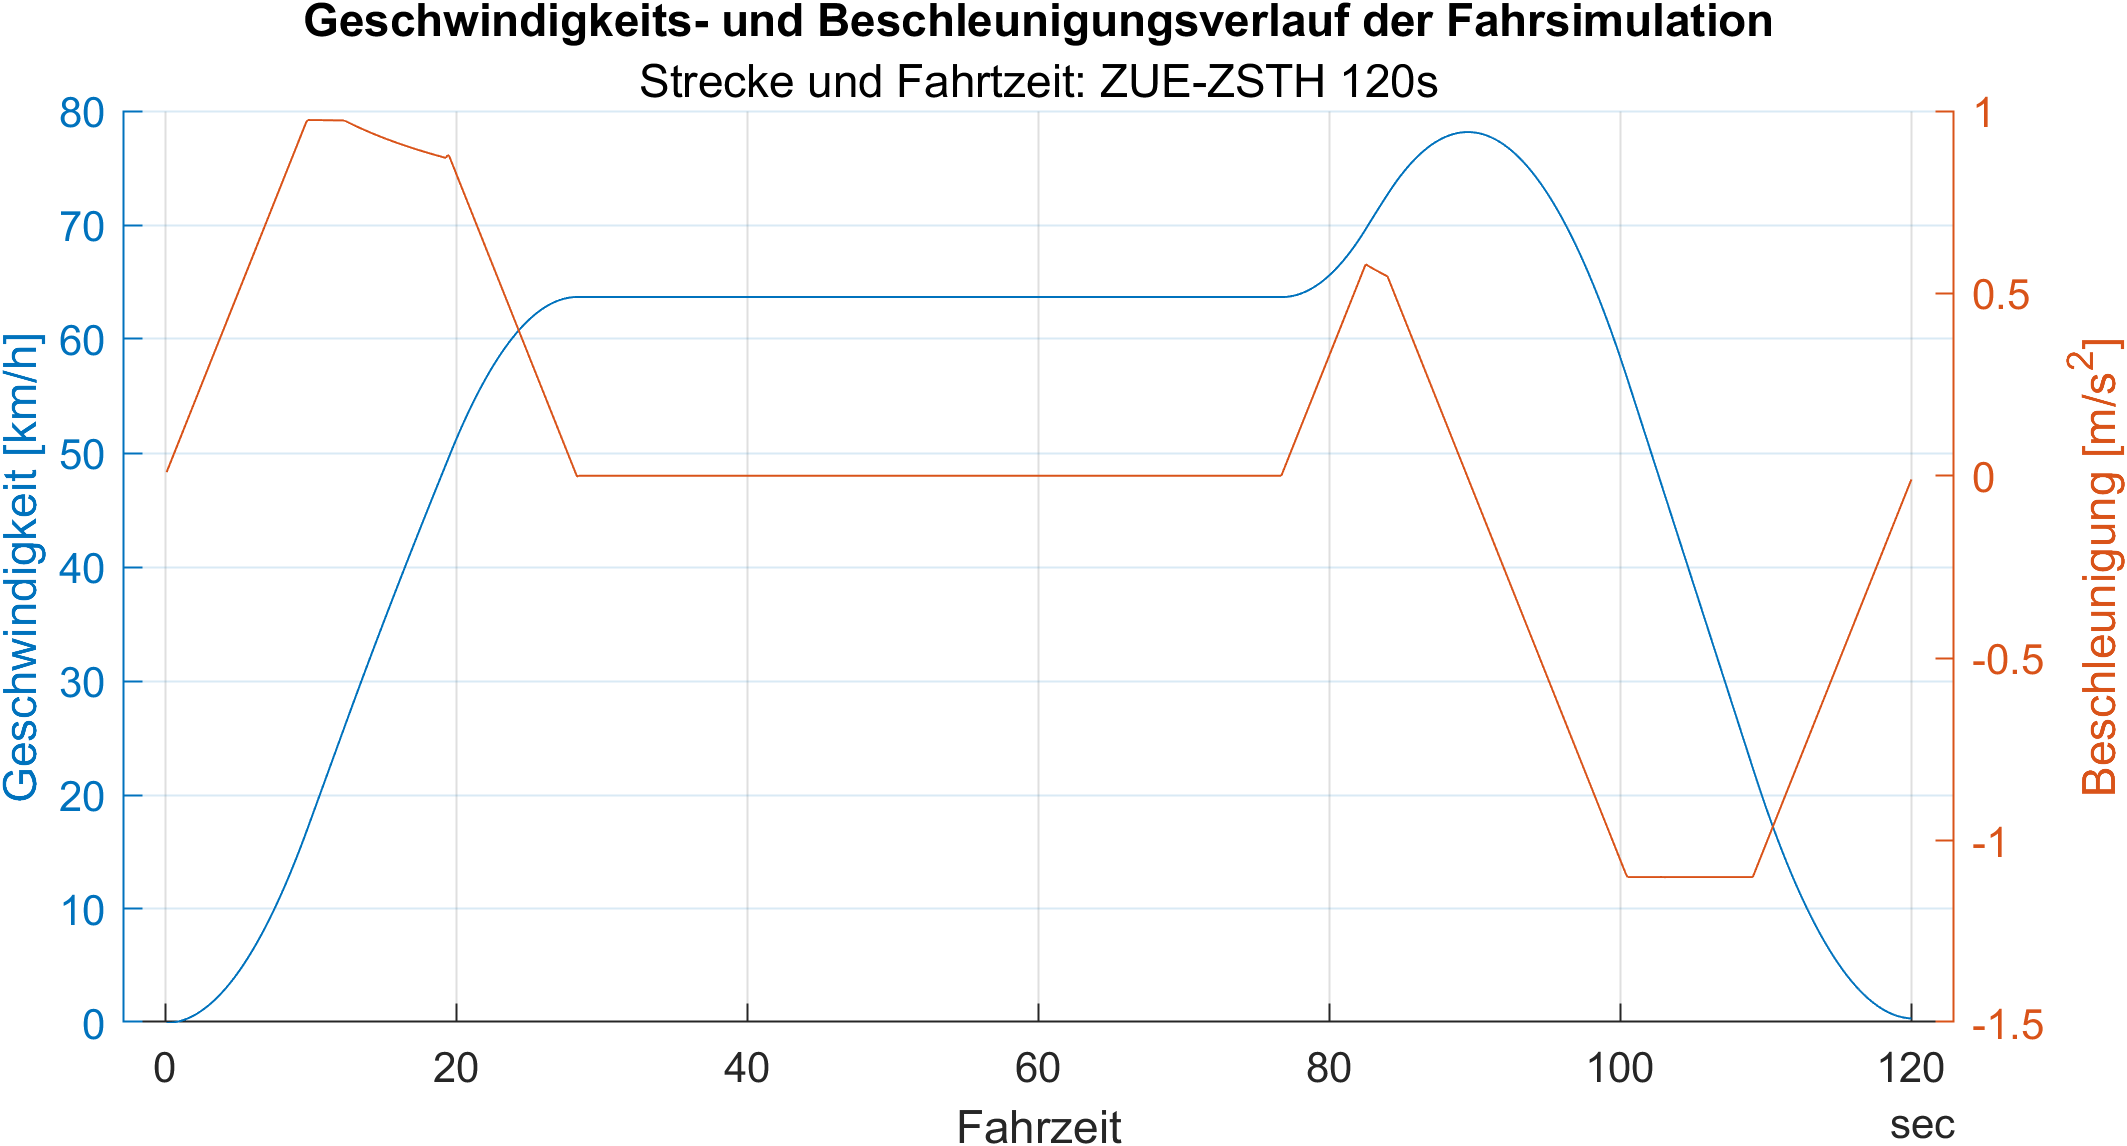 Geschwindigkeits- und Beschleunigungsverlauf der Fahrsimulation
Strecke und Fahrtzeit: ZUE-ZSTH 120s
Geschwindigkeit [km/h]
80
70
60
50
40
30
20
10
0
1
0.5
0
-0.5
-1
-1.5
Beschleunigung [m/s²]
0 20 40 60 80 100 120
Fahrzeit
sec